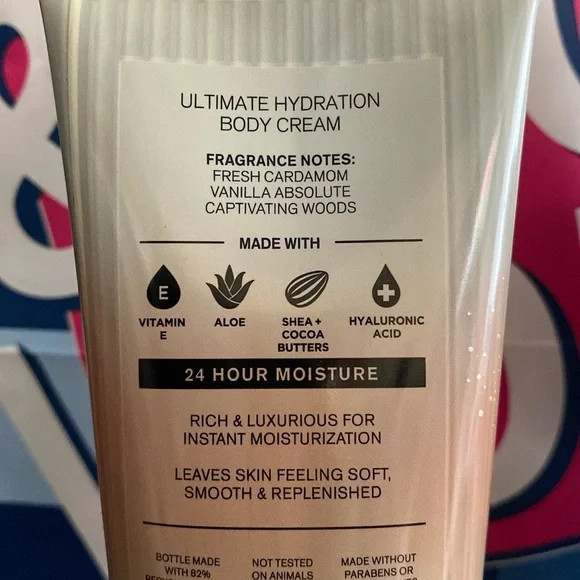 ULTIMATE HYDRATION
BODY CREAM
FRAGRANCE NOTES:
FRESH CARDAMOM
VANILLA ABSOLUTE
CAPTIVATING WOODS
MADE WITH
E
VITAMIN
E
ALOE
SHEA +
COCOA
BUTTERS
HYALURONIC
ACID
24 HOUR MOISTURE
RICH & LUXURIOUS FOR
INSTANT MOISTURIZATION
LEAVES SKIN FEELING SOFT,
SMOOTH & REPLENISHED
BOTTLE MADE
WITH 82%
NOT TESTED
ON ANIMALS
MADE WITHOUT
PARABENS OR